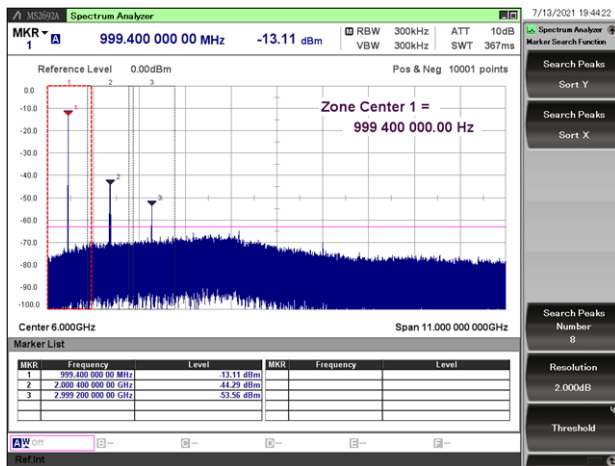 MS2692A Spectrum Analyzer
7/13/2021 19:44:22
MKR 1
999.400 000 00 MHz
-13.11 dBm
RBW 300kHz ATT 10dB
VBW 300kHz SWT 367ms
Spectrum Analyzer
Marker Search Function
Reference Level 0.00dBm
Pos & Neg 10001 points
Search Peaks
Sort Y
Search Peaks
Sort X
1 2 3
0.0
-10.0
-20.0
-30.0
-40.0
-50.0
-60.0
-70.0
-80.0
-90.0
-100.0
1
2
3
Zone Center 1 =
999 400 000.00 Hz
Center 6.000GHz
Span 11.000 000 000GHz
Search Peaks
Number
8
Marker List
MKR Frequency Level MKR Frequency Level
1 999.400 000 00 MHz -13.11 dBm
2 2.000 400 000 00 GHz -44.29 dBm
3 2.999 200 000 00 GHz -53.56 dBm
Resolution
2.000dB
Threshold
A Off B- C- D- E- F-
Ref.Int